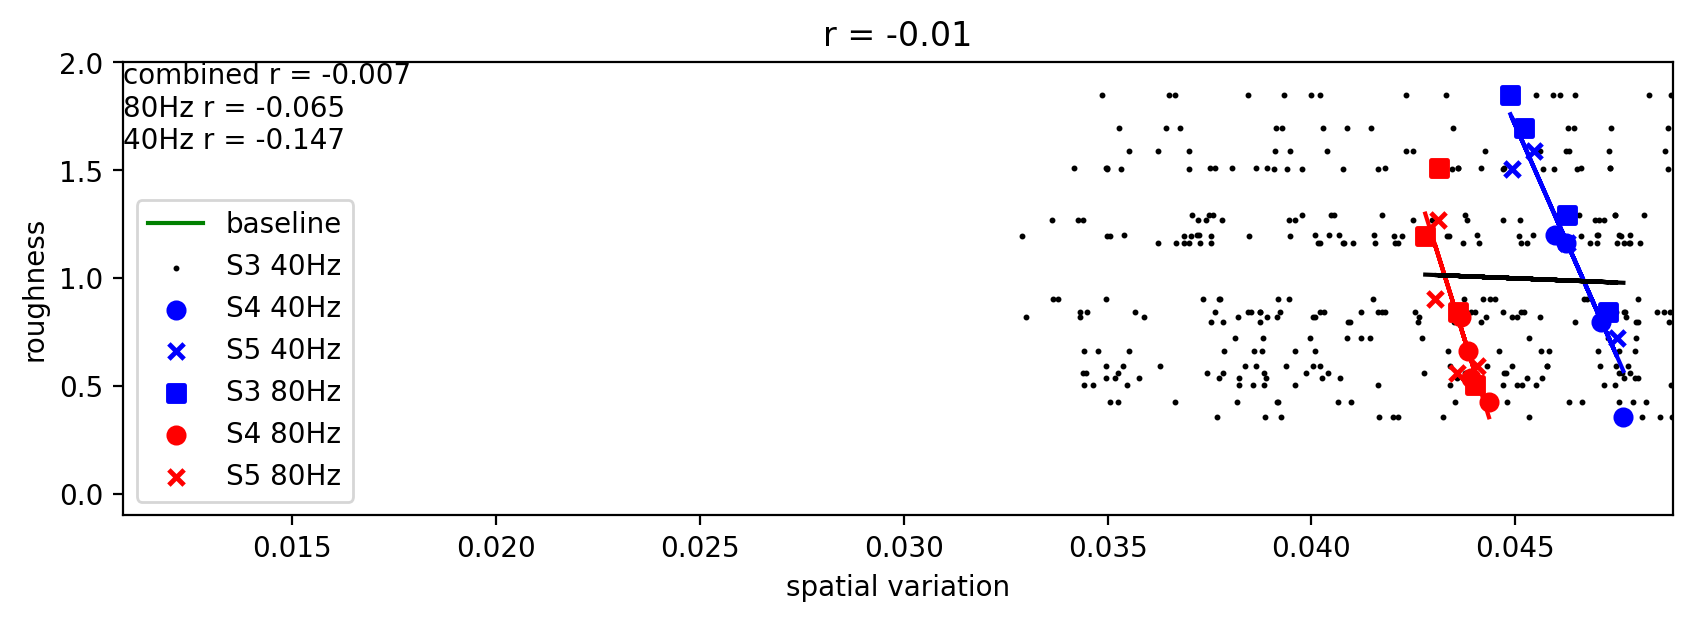 r = -0.01
combined r = -0.007
80Hz r = -0.065
40Hz r = -0.147
2.0
1.5
1.0
0.5
0.0
roughness
baseline
S3 40Hz
S4 40Hz
S5 40Hz
S3 80Hz
S4 80Hz
S5 80Hz
0.015 0.020 0.025 0.030 0.035 0.040 0.045
spatial variation